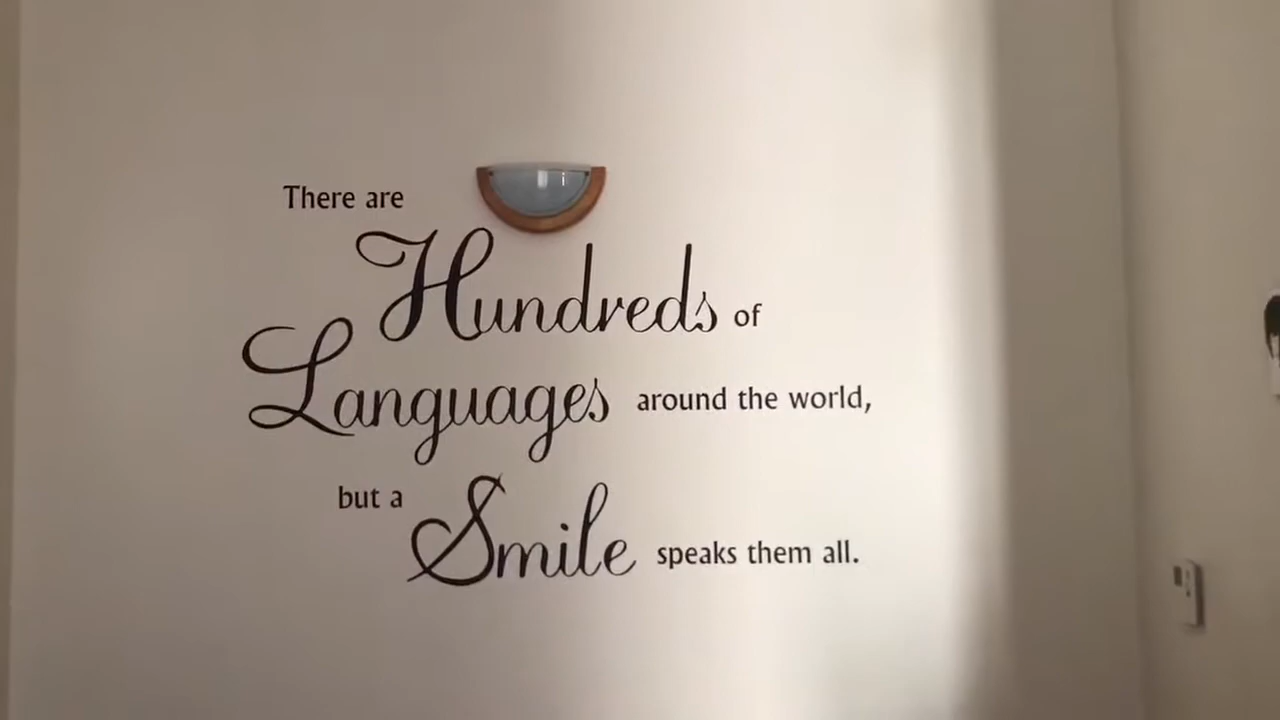 There are
Hundreds of
Languages around the world,
but a
Smile speaks them all.